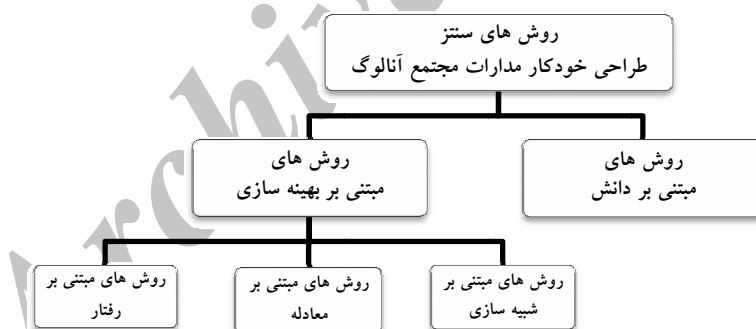 روش های سنتز
طراحی خودکار مدارات مجتمع آنالوگ
روش های
مبتنی بر دانش
روش های
مبتنی بر بهینه سازی
روش های مبتنی بر
شبیه سازی
روش های مبتنی بر
معادله
روش های مبتنی بر
رفتار
Archive